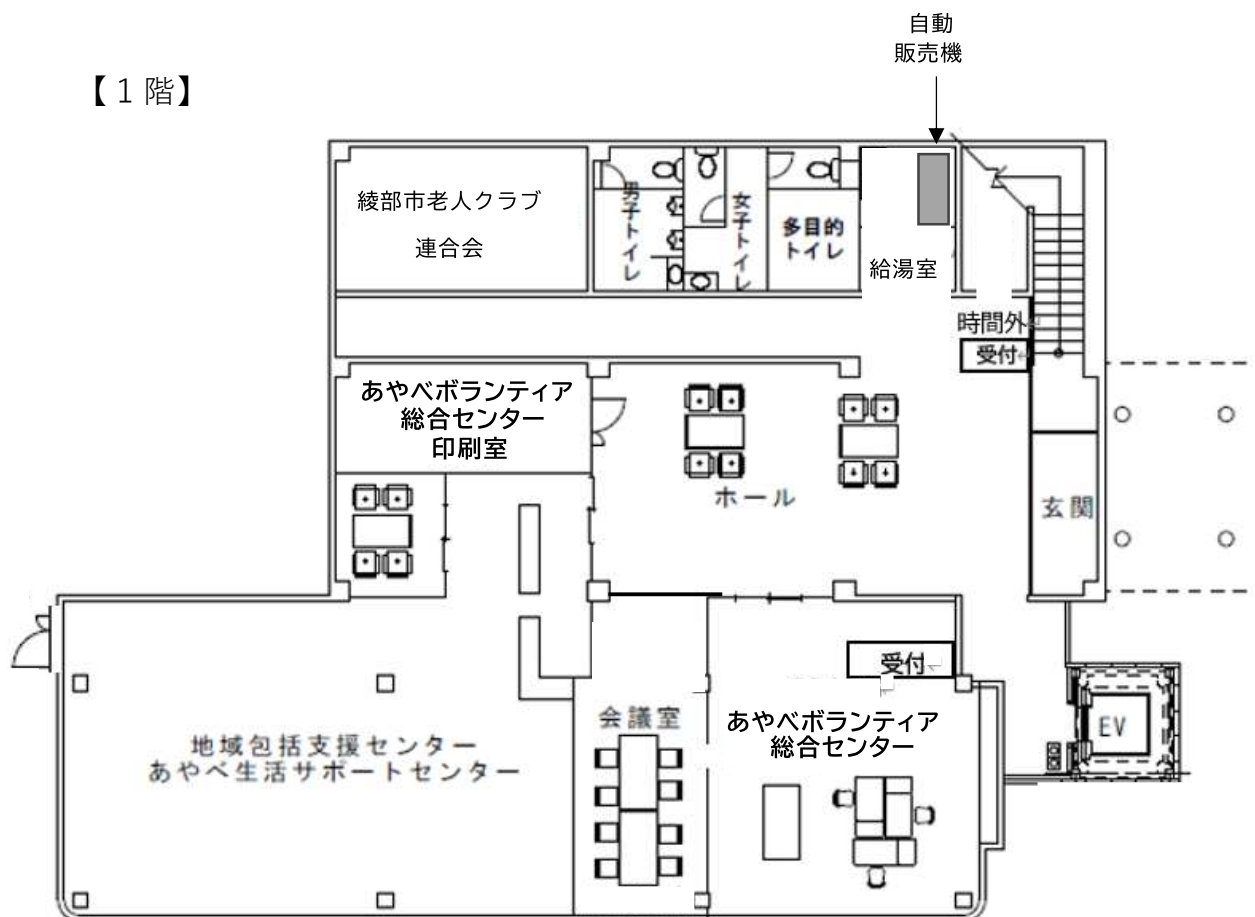 自動
販売機
【１階】
綾部市老人クラブ
連合会
男子トイレ
女子トイレ
多目的
トイレ
給湯室
時間外
受付
あやべボランティア
総合センター
印刷室
ホール
玄関
受付
会議室
あやべボランティア
総合センター
EV
地域包括支援センター
あやべ生活サポートセンター